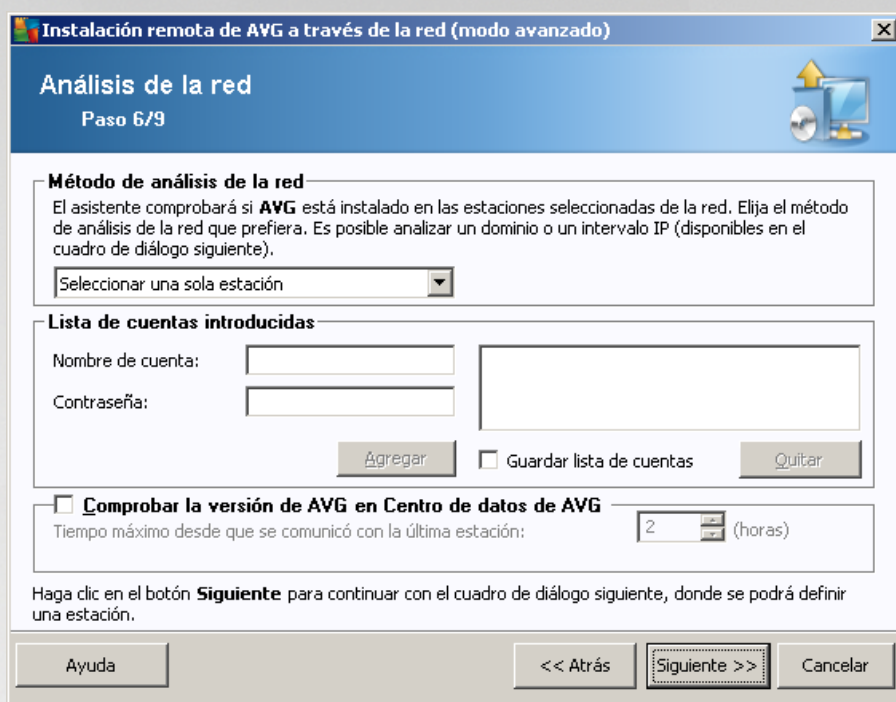 Instalación remota de AVG a través de la red (modo avanzado)
Análisis de la red
Paso 6/9
Método de análisis de la red
El asistente comprobará si AVG está instalado en las estaciones seleccionadas de la red. Elija el método
de análisis de la red que prefiera. Es posible analizar un dominio o un intervalo IP (disponibles en el
cuadro de diálogo siguiente).
Seleccionar una sola estación
Lista de cuentas introducidas
Nombre de cuenta:
Contraseña:
Agregar
Guardar lista de cuentas
Quitar
Comprobar la versión de AVG en Centro de datos de AVG
Tiempo máximo desde que se comunicó con la última estación:
2
(horas)
Haga clic en el botón Siguiente para continuar con el cuadro de diálogo siguiente, donde se podrá definir
una estación.
Ayuda
<< Atrás
Siguiente >>
Cancelar